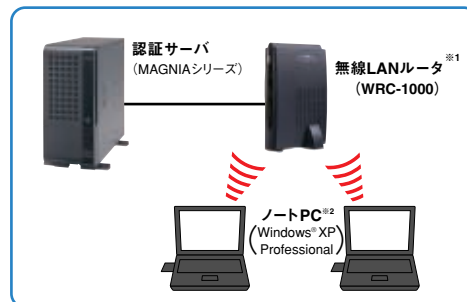 認証サーバ
（MAGNIAシリーズ）
無線LANルータ※1
（WRC-1000）
ノートPC※2
（Windows® XP
Professional）